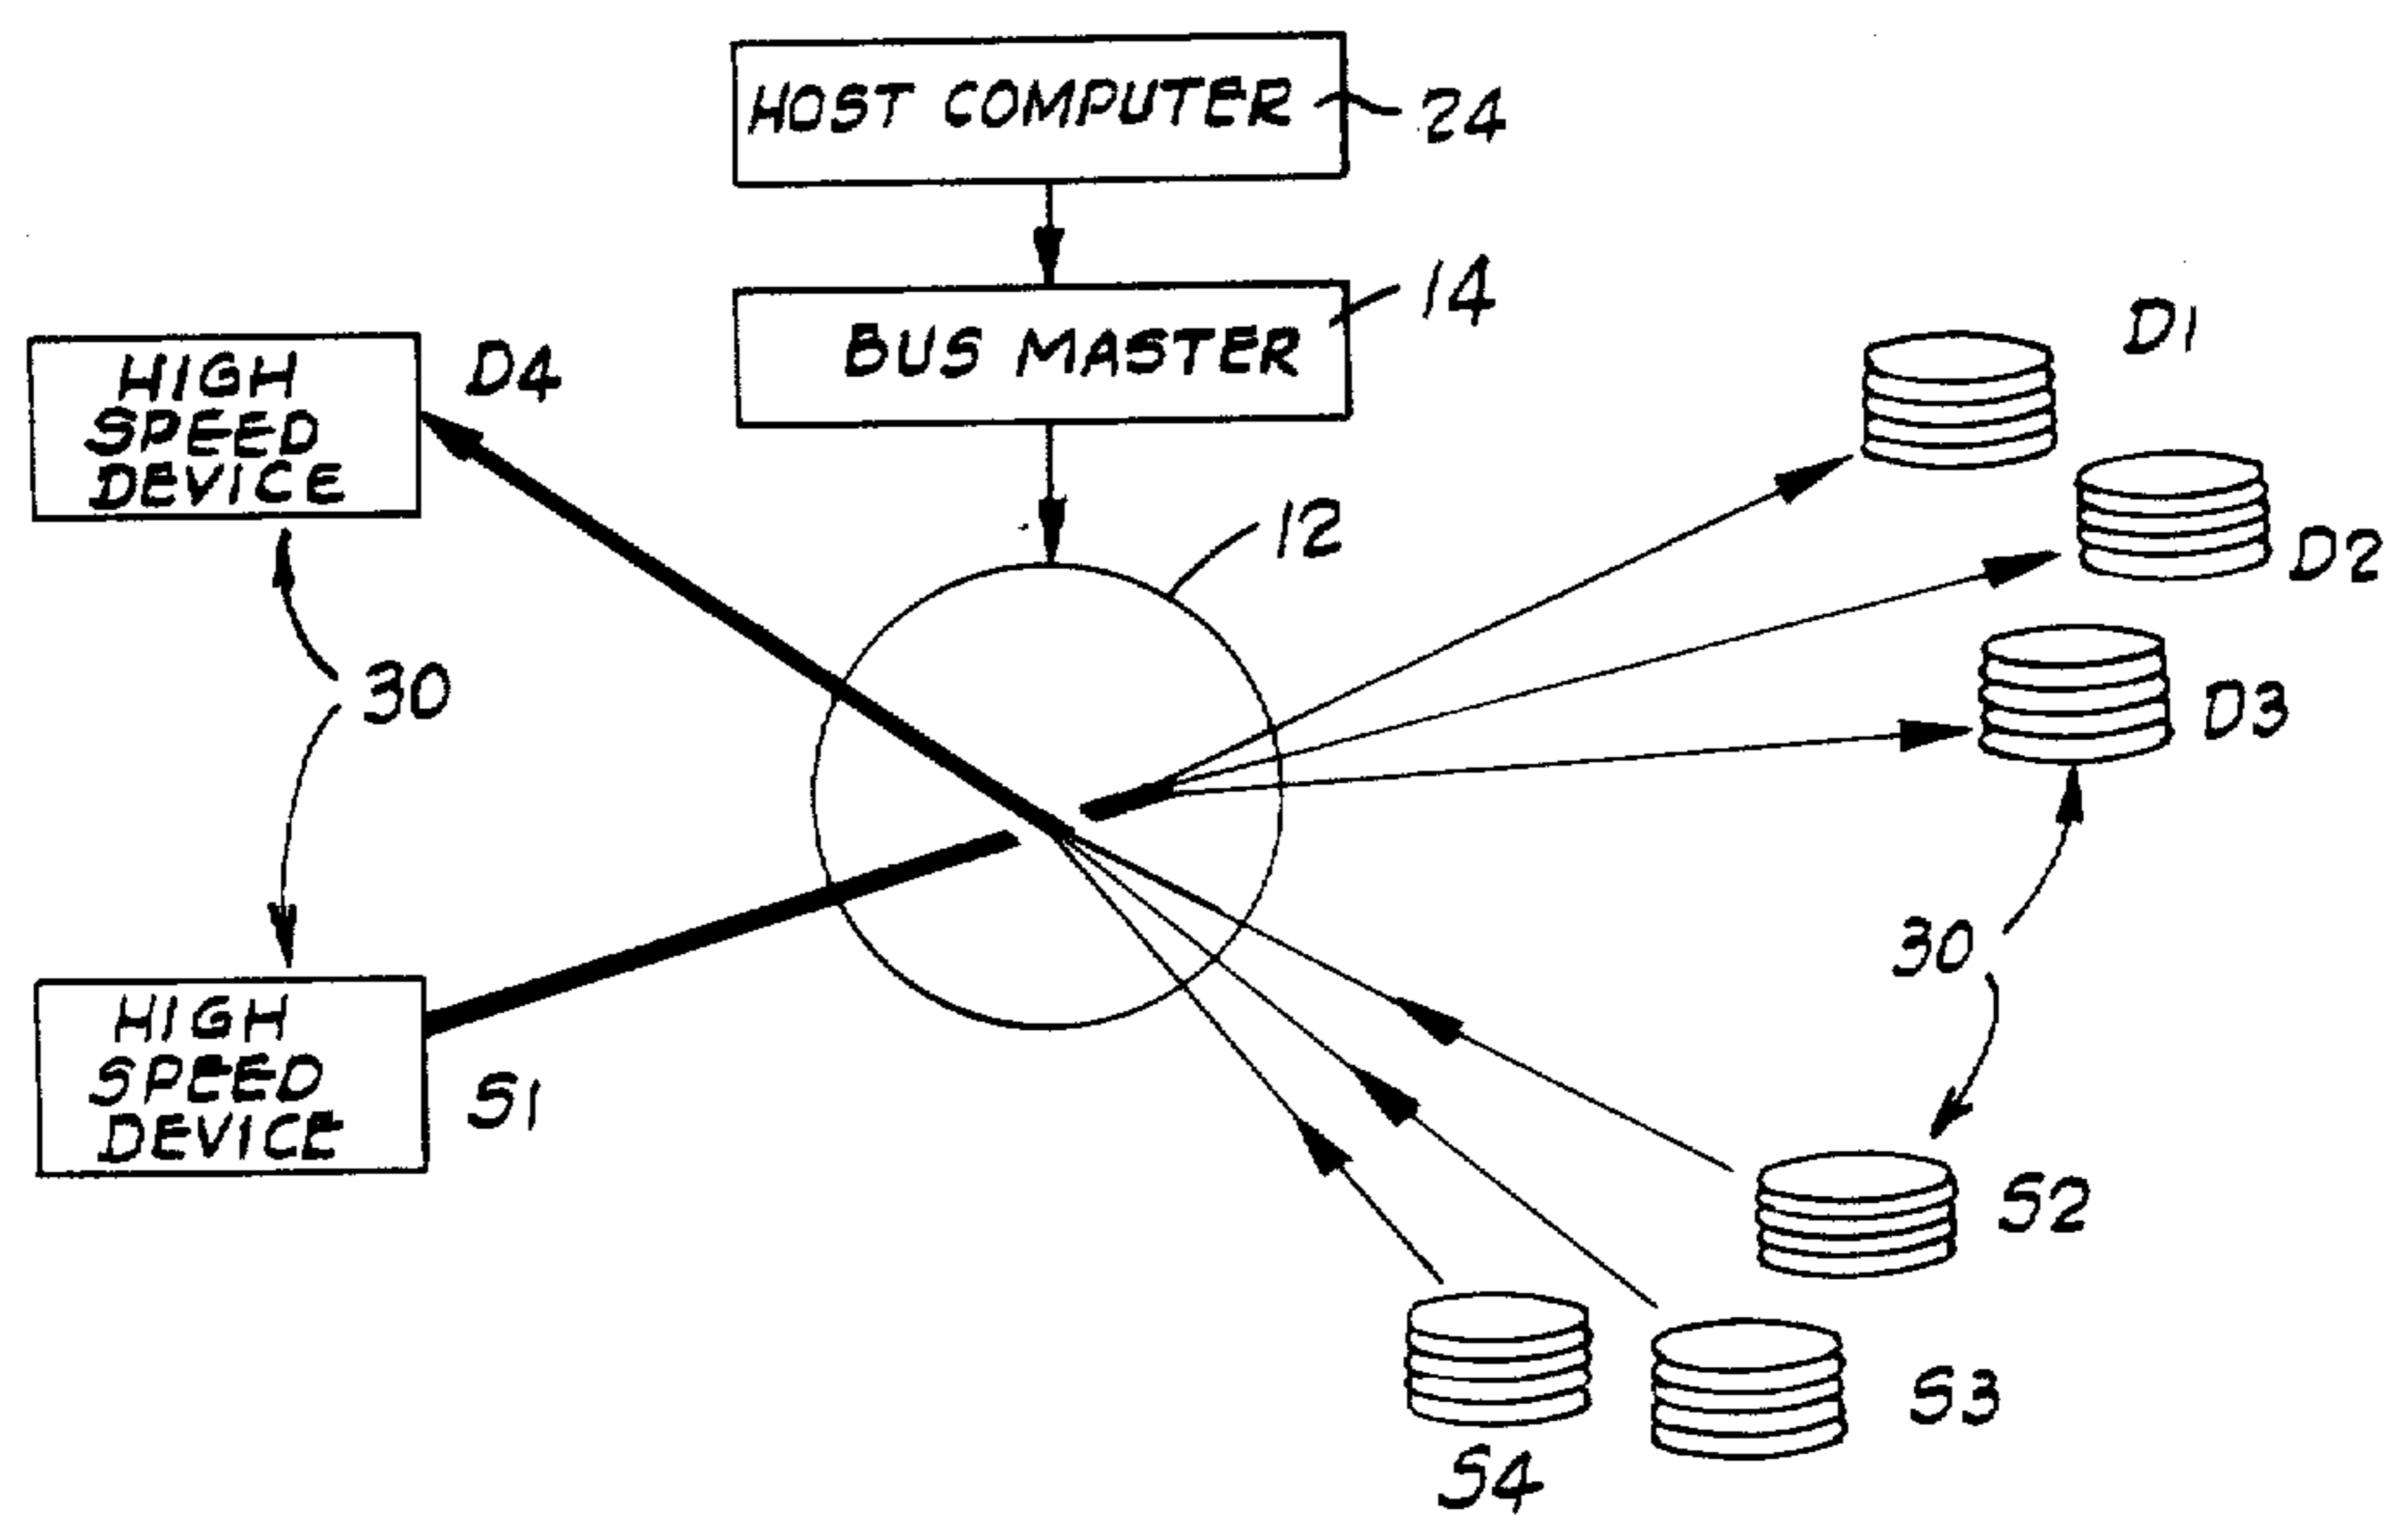 HOST COMPUTER
24
BUS MASTER
14
HIGH
SPEED
DEVICE
D4
12
D1
D2
D3
30
30
HIGH
SPEED
DEVICE
S1
S2
S3
S4